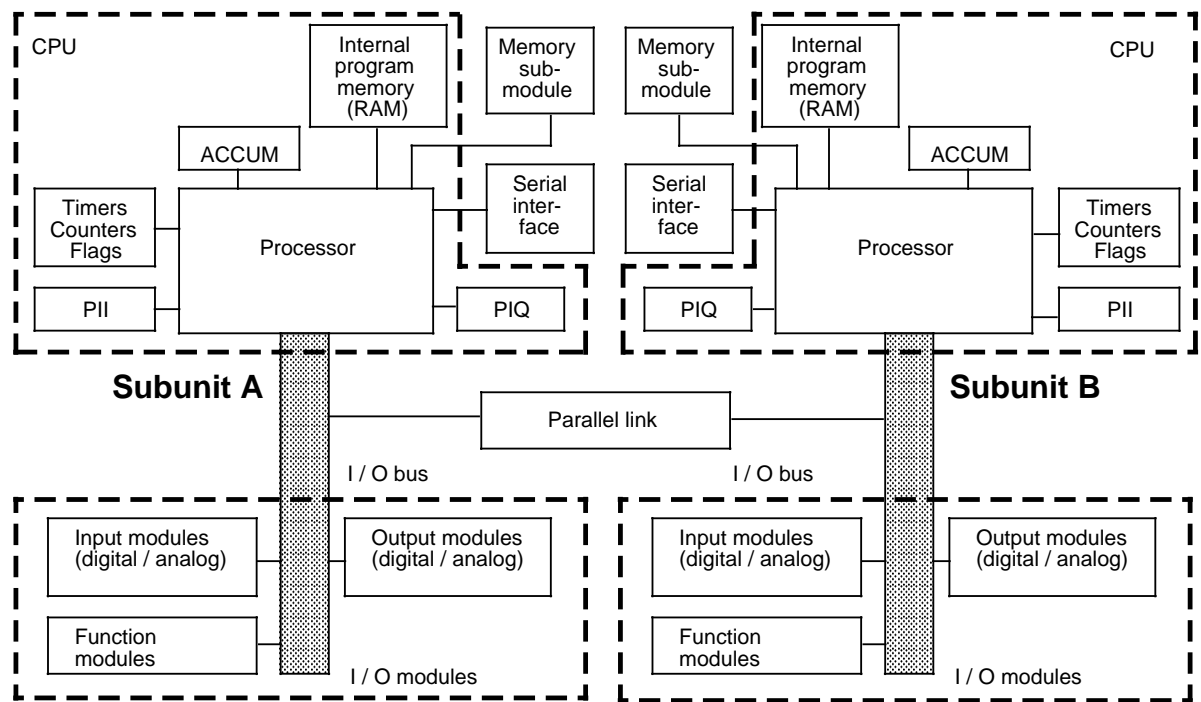 CPU
Internal
program
memory
(RAM)
Memory
sub-
module
ACCUM
Timers
Counters
Flags
Processor
Serial
inter-
face
PII
PIQ
Memory
sub-
module
Internal
program
memory
(RAM)
CPU
ACCUM
Serial
inter-
face
Processor
Timers
Counters
Flags
PIQ
PII
Subunit A
Subunit B
Parallel link
I / O bus
I / O bus
Input modules
(digital / analog)
Output modules
(digital / analog)
Function
modules
I / O modules
Input modules
(digital / analog)
Output modules
(digital / analog)
Function
modules
I / O modules